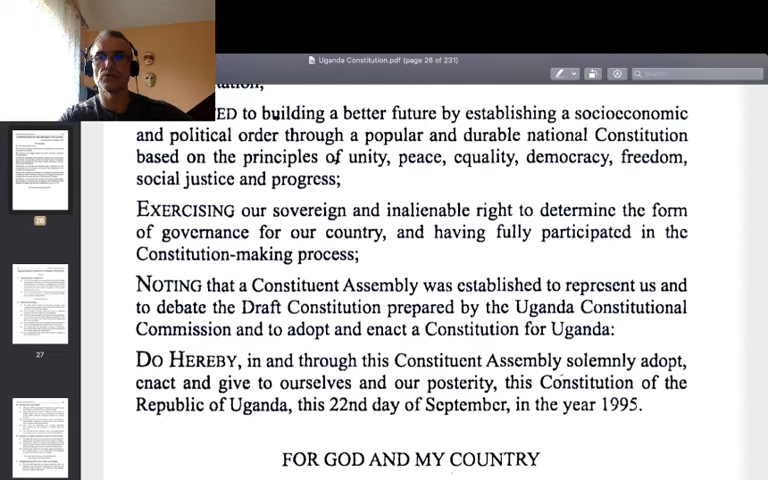 Uganda Constitution.pdf (page 26 of 231)
Search
ED to building a better future by establishing a socioeconomic
and political order through a popular and durable national Constitution
based on the principles of unity, peace, equality, democracy, freedom,
social justice and progress;
EXERCISING our sovereign and inalienable right to determine the form
of governance for our country, and having fully participated in the
Constitution-making process;
NOTING that a Constituent Assembly was established to represent us and
to debate the Draft Constitution prepared by the Uganda Constitutional
Commission and to adopt and enact a Constitution for Uganda:
DO HEREBY, in and through this Constituent Assembly solemnly adopt,
enact and give to ourselves and our posterity, this Constitution of the
Republic of Uganda, this 22nd day of September, in the year 1995.
FOR GOD AND MY COUNTRY
26
27